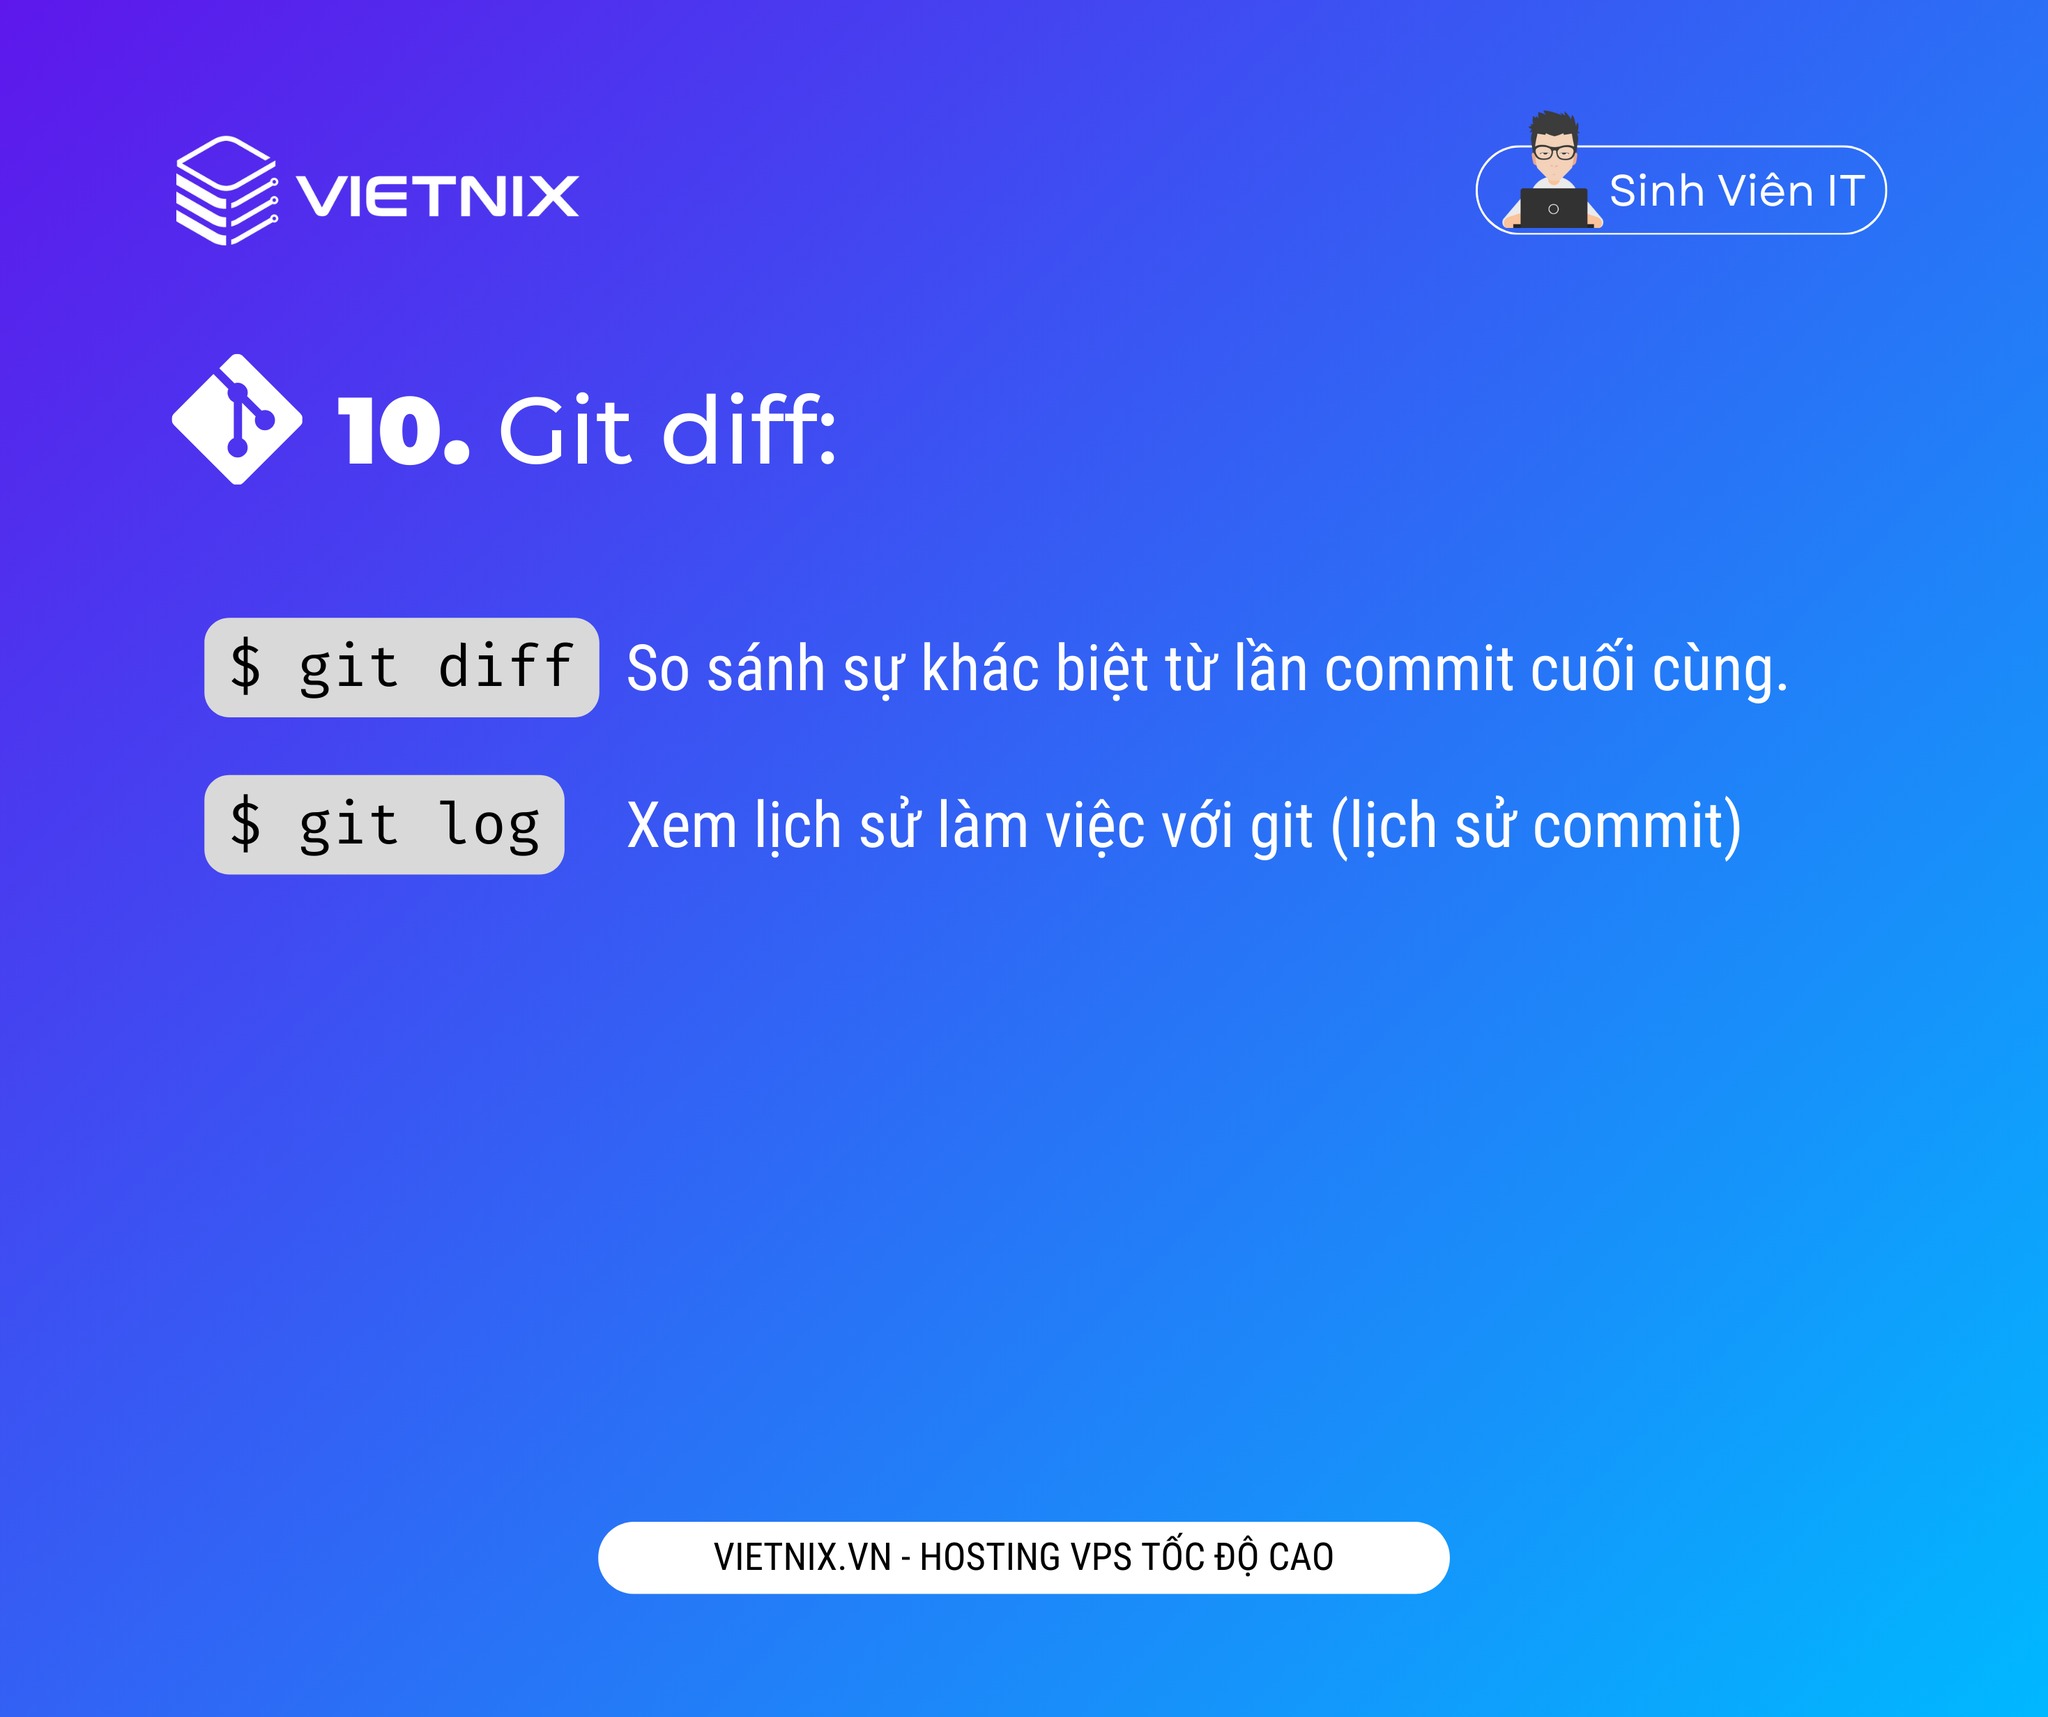 VIETNIX
Sinh Viên IT
10. Git diff:
$ git diff So sánh sự khác biệt từ lần commit cuối cùng.
$ git log Xem lịch sử làm việc với git (lịch sử commit)
VIETNIX.VN - HOSTING VPS TỐC ĐỘ CAO